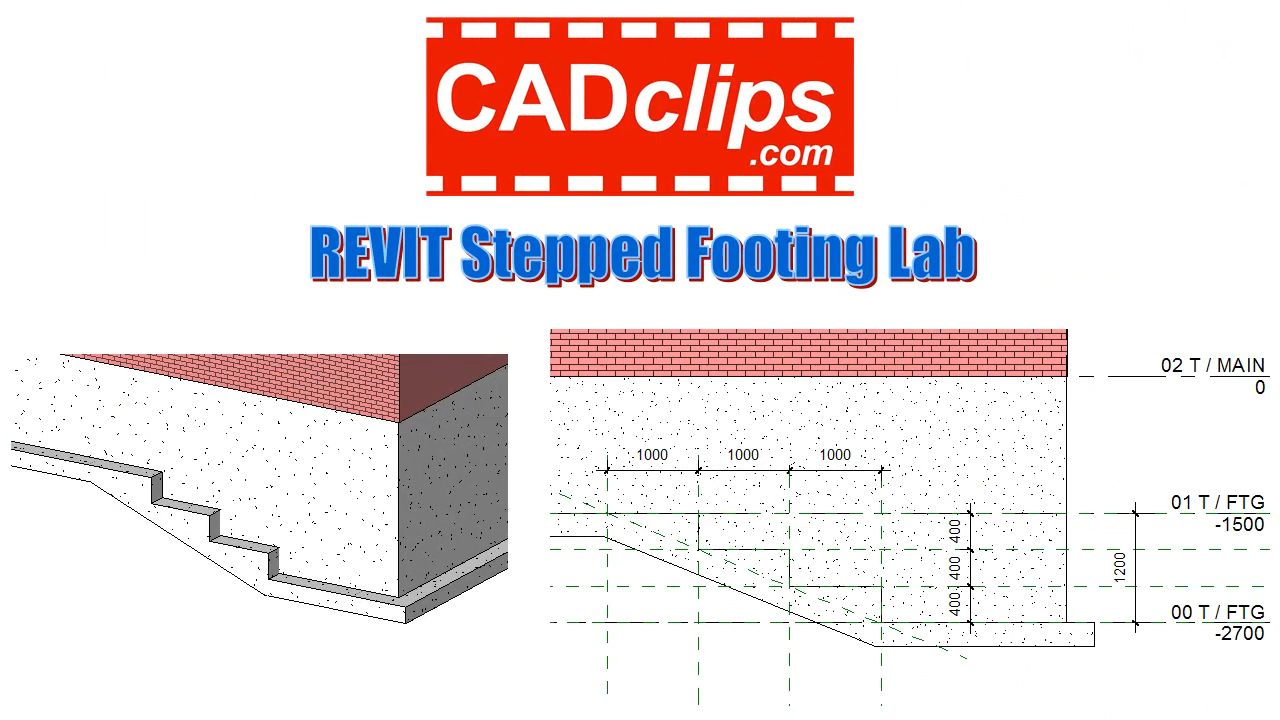 CADclips
.com
REVIT Stepped Footing Lab
02 T / MAIN
0
1000 1000 1000
01 T / FTG
-1500
400
400
400
1200
00 T / FTG
-2700